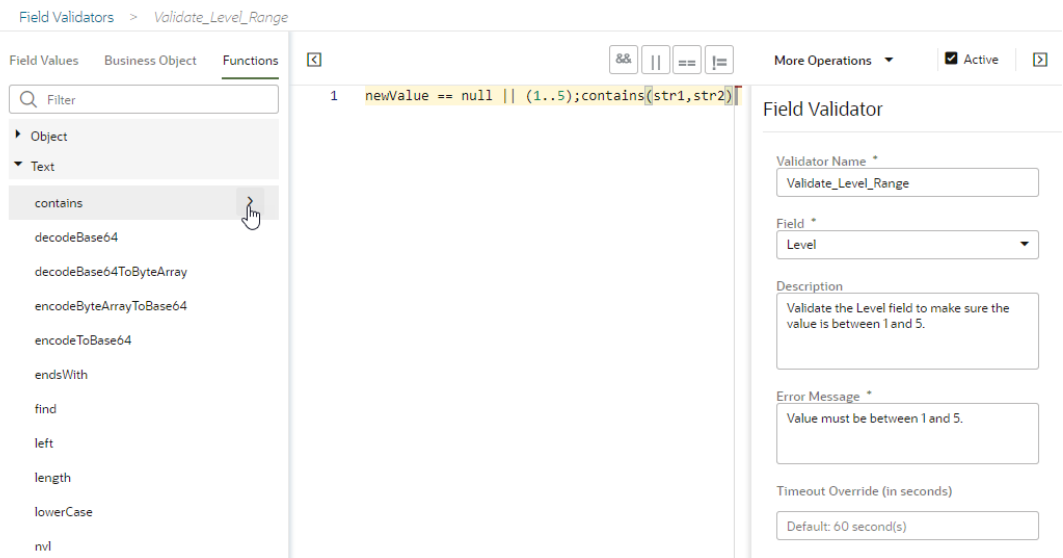 Field Validators > Validate_Level_Range
Field Values Business Object Functions
&& || == != More Operations Active
Filter
Object
Text
contains
decodeBase64
decodeBase64ToByteArray
encodeByteArrayToBase64
encodeToBase64
endsWith
find
left
length
lowerCase
nvl
1 newValue == null || (1..5);contains(str1,str2)
Field Validator
Validator Name *
Validate_Level_Range
Field *
Level
Description
Validate the Level field to make sure the
value is between 1 and 5.
Error Message *
Value must be between 1 and 5.
Timeout Override (in seconds)
Default: 60 second(s)